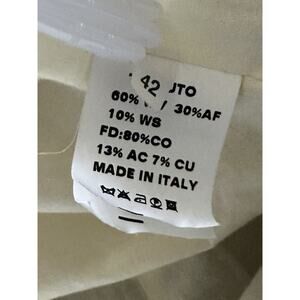 42
UTO
60% 30%AF
10% WS
FD:80%CO
13% AC 7% CU
MADE IN ITALY